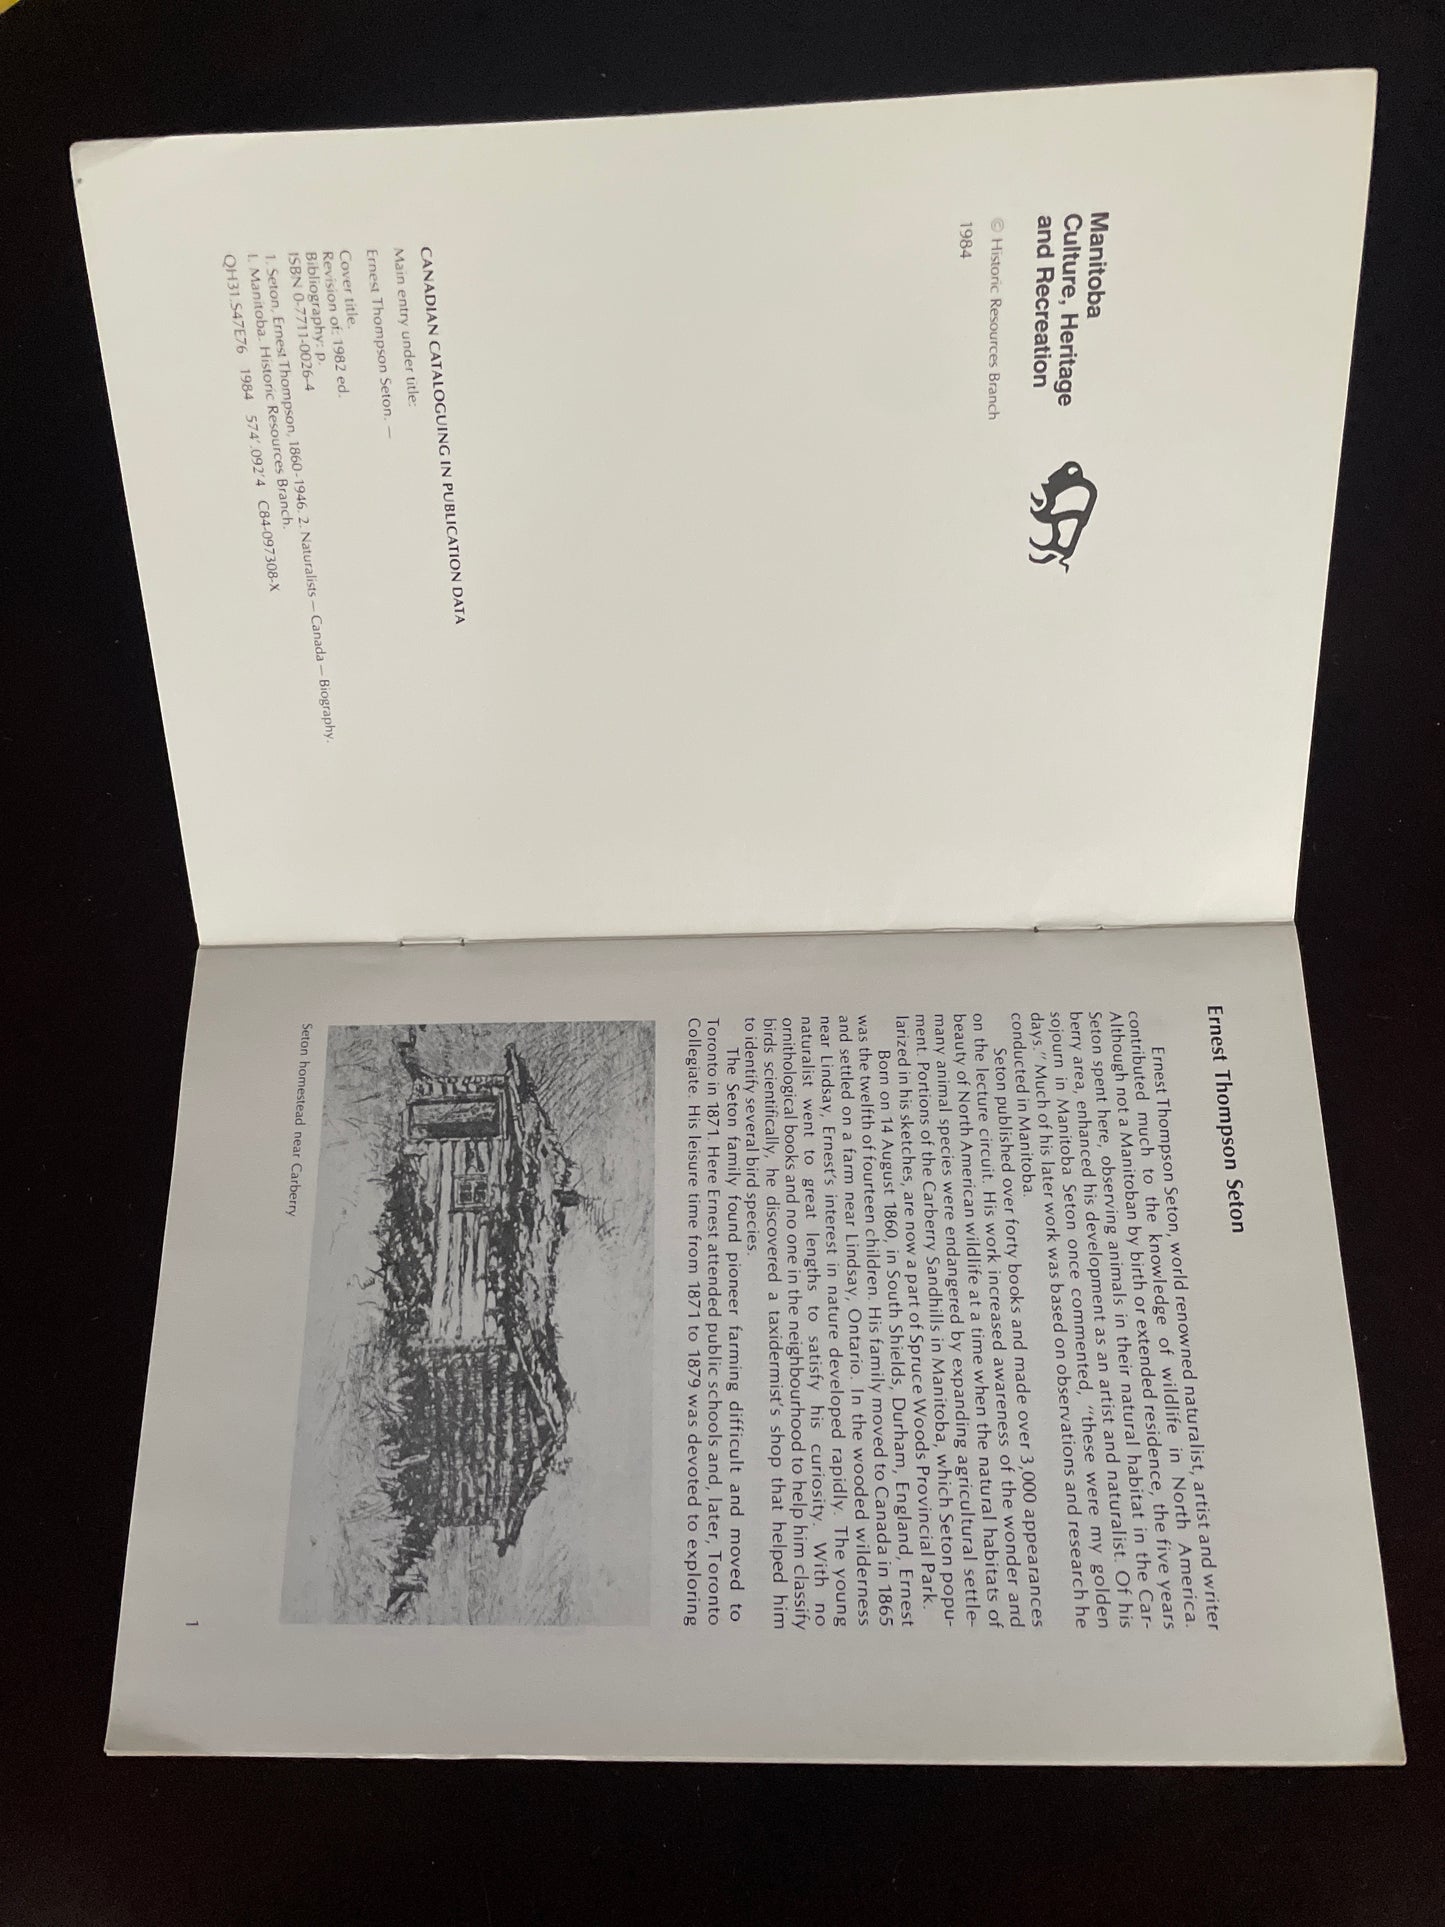 Manitoba
Culture, Heritage
and Recreation
© Historic Resources Branch
1984
CANADIAN CATALOGUING IN PUBLICATION DATA
Main entry under title:
Ernest Thompson Seton. —
Cover title.
Revision of: 1982 ed.
Bibliography: p.
ISBN 0-7711-0026-4
1. Seton, Ernest Thompson, 1860-1946. 2. Naturalists — Canada — Biography.
I. Manitoba. Historic Resources Branch.
QH31.S47E76 1984 574'.092'4 C84-097308-X
Ernest Thompson Seton
Ernest Thompson Seton, world renowned naturalist, artist and writer
contributed much to the knowledge of wildlife in North America.
Although not a Manitoban by birth or extended residence, the five years
Seton spent here, observing animals in their natural habitat in the Car-
berry area, enhanced his development as an artist and naturalist. Of his
sojourn in Manitoba Seton once commented, "these were my golden
days." Much of his later work was based on observations and research he
conducted in Manitoba.
Seton published over forty books and made over 3,000 appearances
on the lecture circuit. His work increased awareness of the wonder and
beauty of North American wildlife at a time when the natural habitats of
many animal species were endangered by expanding agricultural settle-
ment. Portions of the Carberry Sandhills in Manitoba, which Seton popu-
larized in his sketches, are now a part of Spruce Woods Provincial Park.
Born on 14 August 1860, in South Shields, Durham, England, Ernest
was the twelfth of fourteen children. His family moved to Canada in 1865
and settled on a farm near Lindsay, Ontario. In the wooded wilderness
near Lindsay, Ernest's interest in nature developed rapidly. The young
naturalist went to great lengths to satisfy his curiosity. With no
ornithological books and no one in the neighbourhood to help him classify
birds scientifically, he discovered a taxidermist's shop that helped him
to identify several bird species.
The Seton family found pioneer farming difficult and moved to
Toronto in 1871. Here Ernest attended public schools and, later, Toronto
Collegiate. His leisure time from 1871 to 1879 was devoted to exploring
Seton homestead near Carberry
1